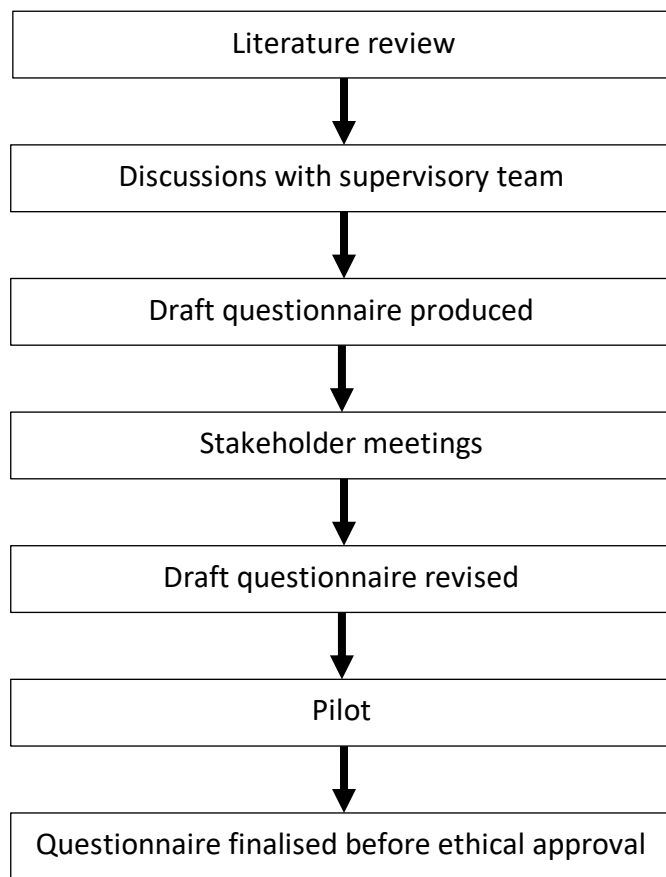 Literature review
Discussions with supervisory team
Draft questionnaire produced
Stakeholder meetings
Draft questionnaire revised
Pilot
Questionnaire finalised before ethical approval